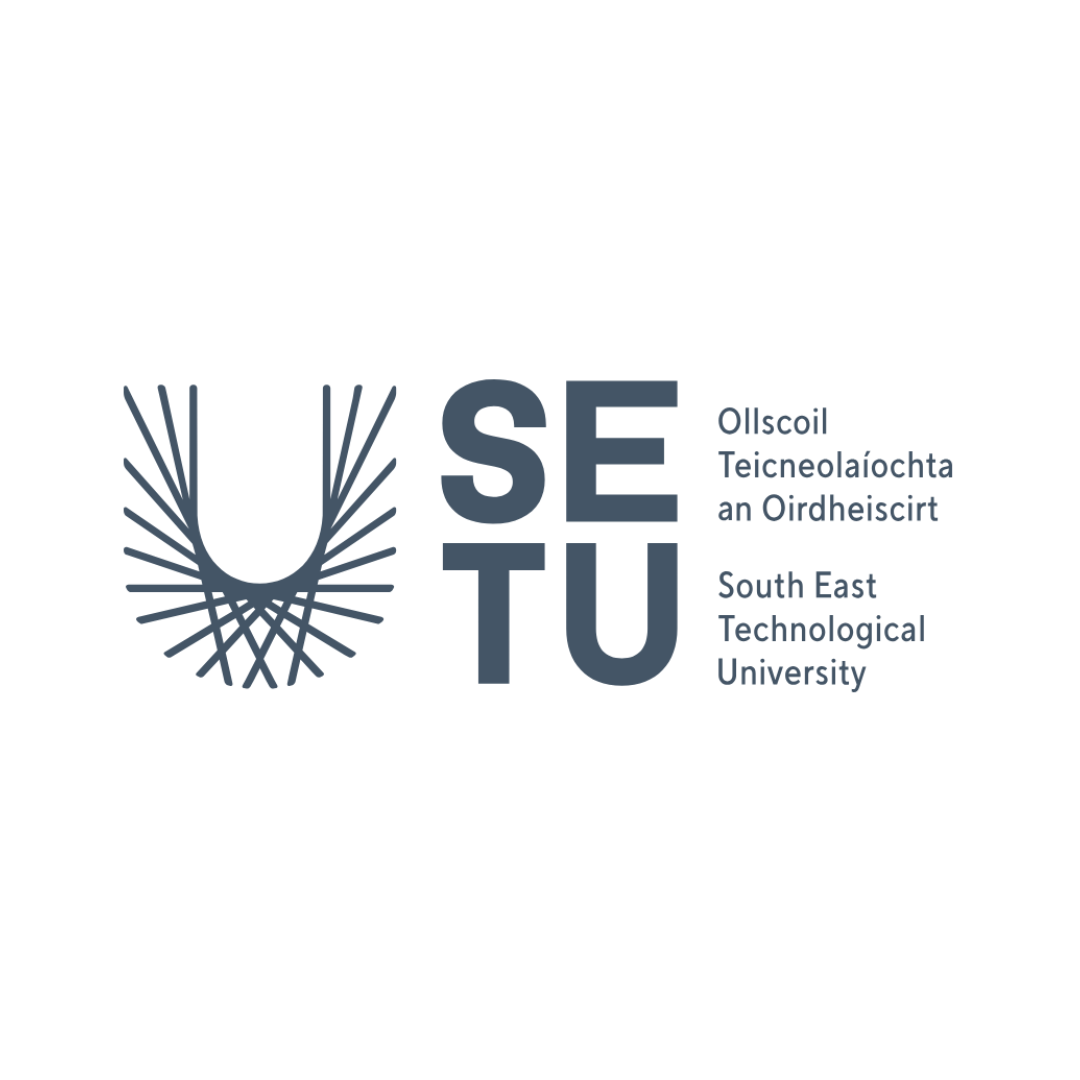 SE
TU
Ollscoil
Teicneolaíochta
an Oirdheiscirt
South East
Technological
University